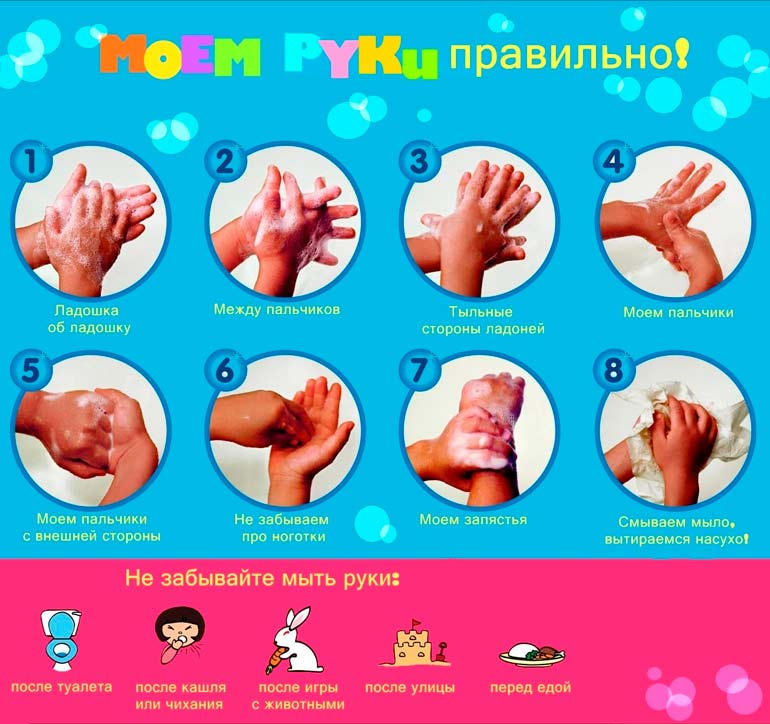 Моем руки правильно!
1
2
3
4
Ладошка
об ладошку
Между пальчиков
Тыльные
стороны ладоней
Моем пальчики
5
6
7
8
Моем пальчики
с внешней стороны
Не забываем
про ноготки
Моем запястья
Смываем мыло,
вытираемся насухо!
Не забывайте мыть руки:
после туалета
после кашля
или чихания
после игры
с животными
после улицы
перед едой